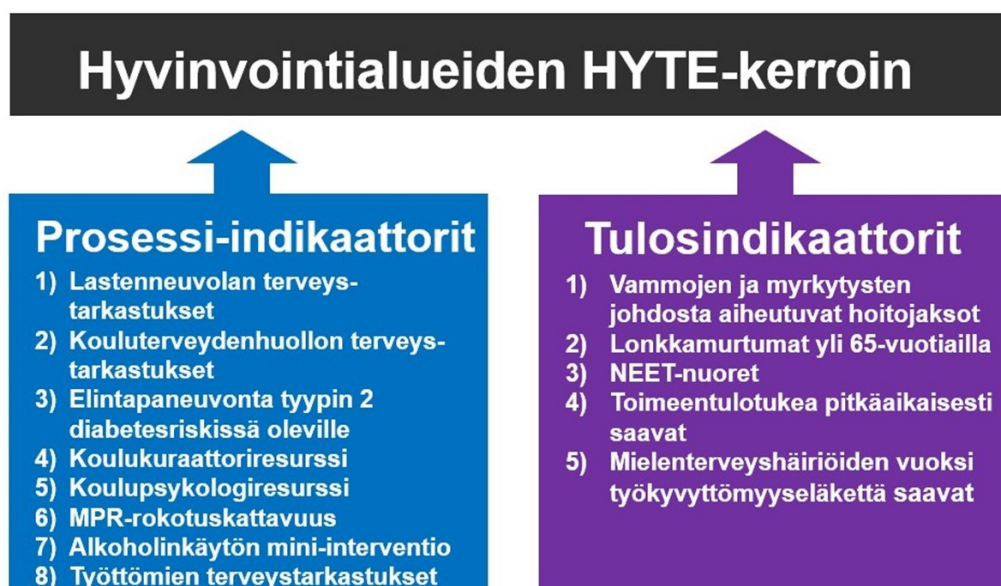 Hyvinvointialueiden HYTE-kerroin
Prosessi-indikaattorit
1) Lastenneuvolan terveys-
tarkastukset
2) Kouluterveydenhuollon terveys-
tarkastukset
3) Elintapaneuvonta tyypin 2
diabetesriskissä oleville
4) Koulukuraattoriresurssi
5) Koulupsykologiresurssi
6) MPR-rokotuskattavuus
7) Alkoholinkäytön mini-interventio
8) Työttömien terveystarkastukset
Tulosindikaattorit
1) Vammojen ja myrkytysten
johdosta aiheutuvat hoitojaksot
2) Lonkkamurtumat yli 65-vuotiailla
3) NEET-nuoret
4) Toimeentulotukea pitkäaikaisesti
saavat
5) Mielenterveyshäiriöiden vuoksi
työkyvyttömyyseläkettä saavat